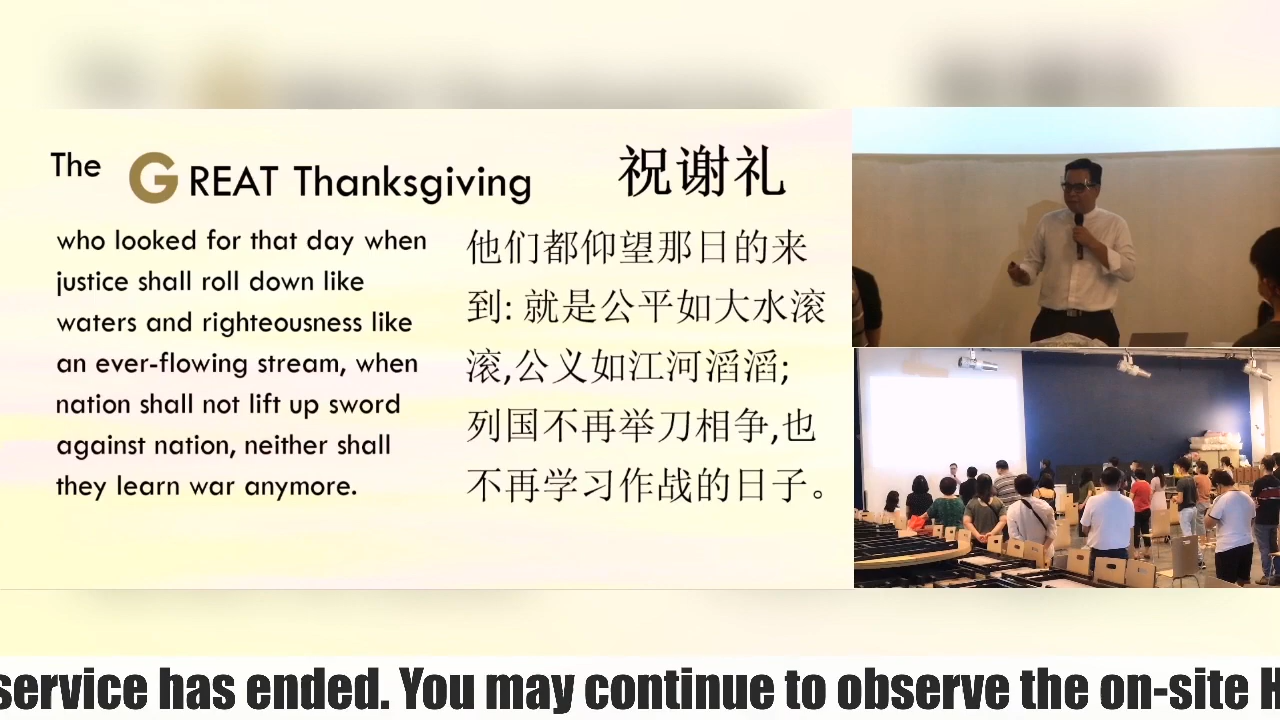 The GREAT Thanksgiving
祝谢礼
who looked for that day when
justice shall roll down like
waters and righteousness like
an ever-flowing stream, when
nation shall not lift up sword
against nation, neither shall
they learn war anymore.
他们都仰望那日的来
到: 就是公平如大水滚
滚,公义如江河滔滔;
列国不再举刀相争,也
不再学习作战的日子。
service has ended. You may continue to observe the on-site H